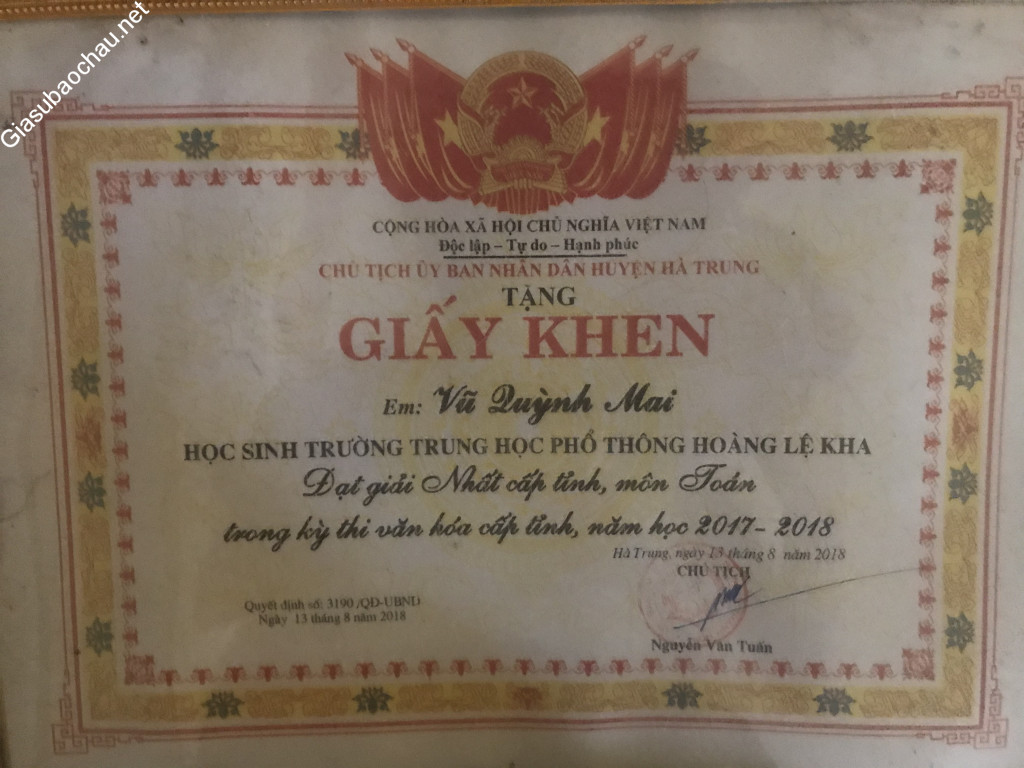 Giasubaochau.net
CỘNG HÒA XÃ HỘI CHỦ NGHĨA VIỆT NAM
Độc lập – Tự do – Hạnh phúc
CHỦ TỊCH ỦY BAN NHÂN DÂN HUYỆN HÀ TRUNG
TẶNG
GIẤY KHEN
Em: Vũ Quỳnh Mai
HỌC SINH TRƯỜNG TRUNG HỌC PHỔ THÔNG HOÀNG LỆ KHA
Đạt giải Nhất cấp tỉnh, môn Toán
trong kỳ thi văn hóa cấp tỉnh, năm học 2017- 2018
Hà Trung, ngày 13 tháng 8 năm 2018
CHỦ TỊCH
Quyết định số: 3190 /QĐ-UBND
Ngày 13 tháng 8 năm 2018
Nguyễn Văn Tuấn